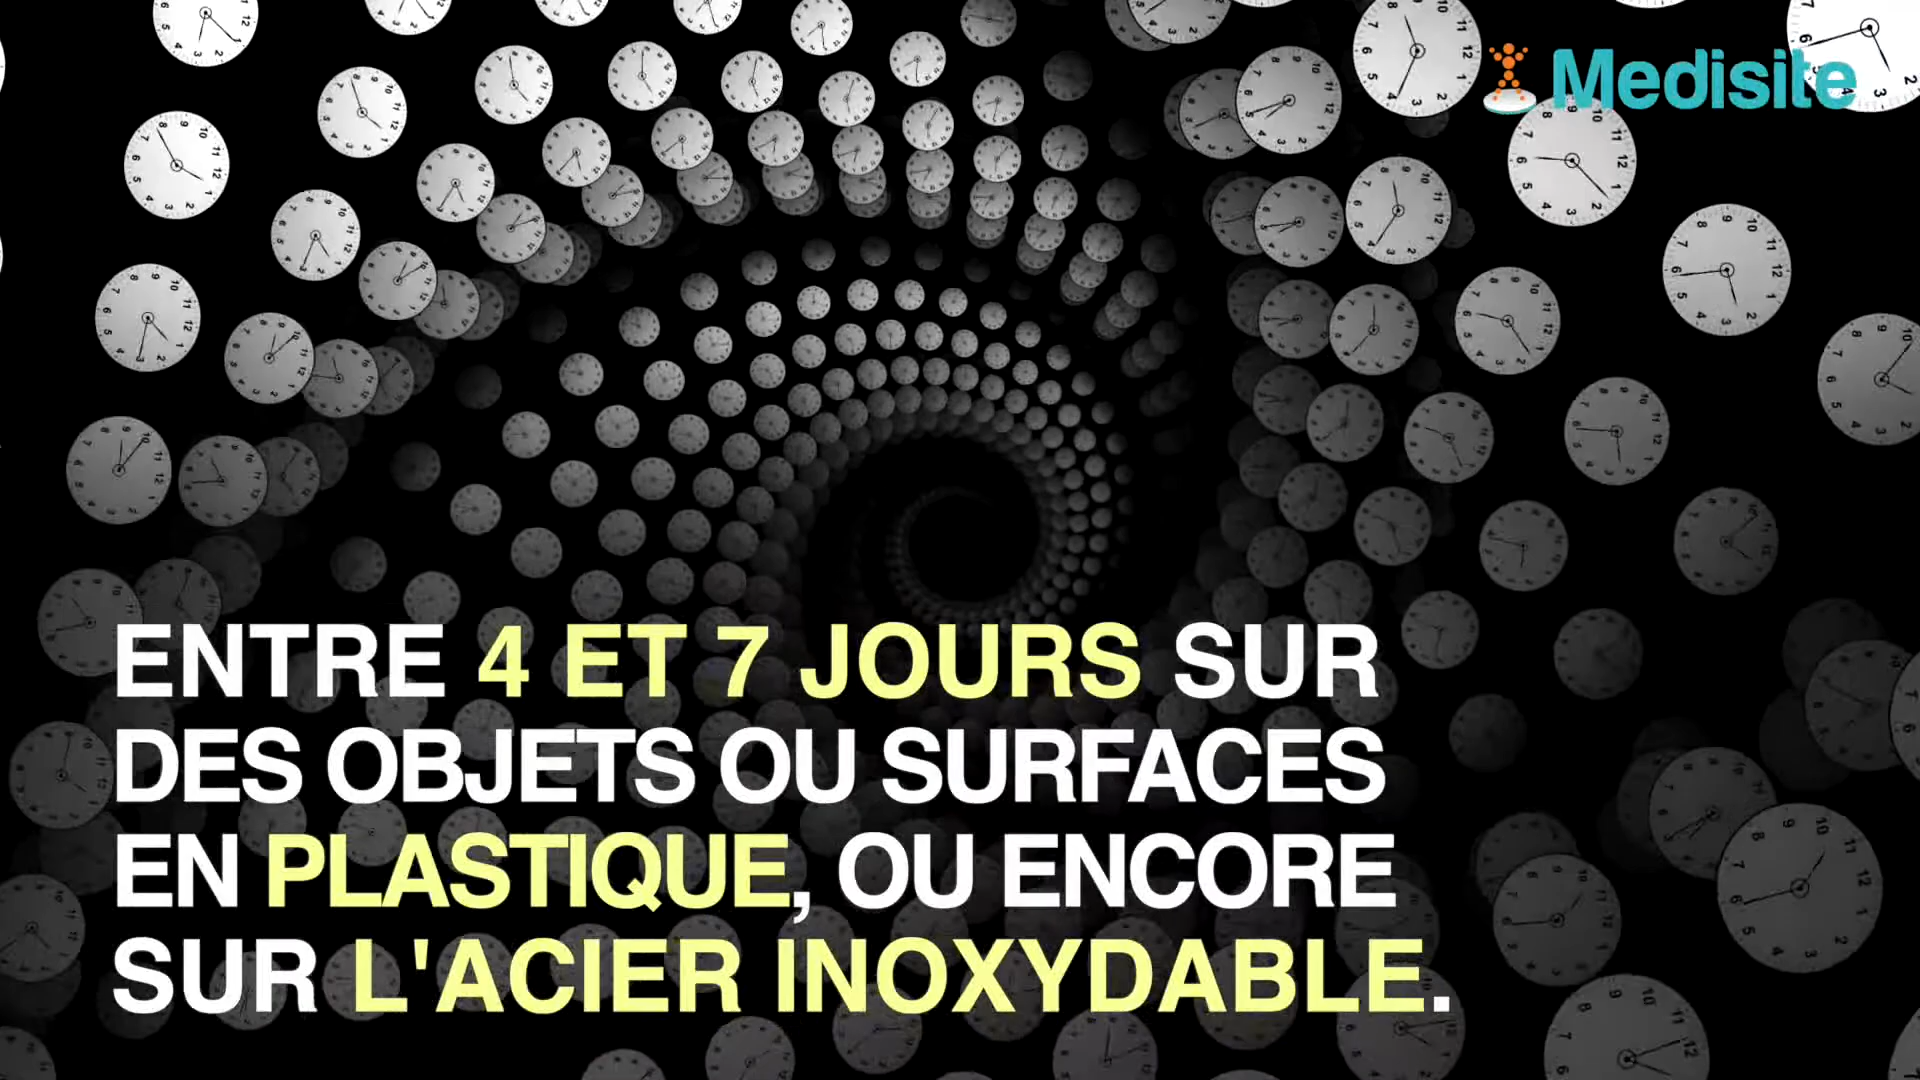 Medisite
ENTRE 4 ET 7 JOURS SUR
DES OBJETS OU SURFACES
EN PLASTIQUE, OU ENCORE
SUR L'ACIER INOXYDABLE.